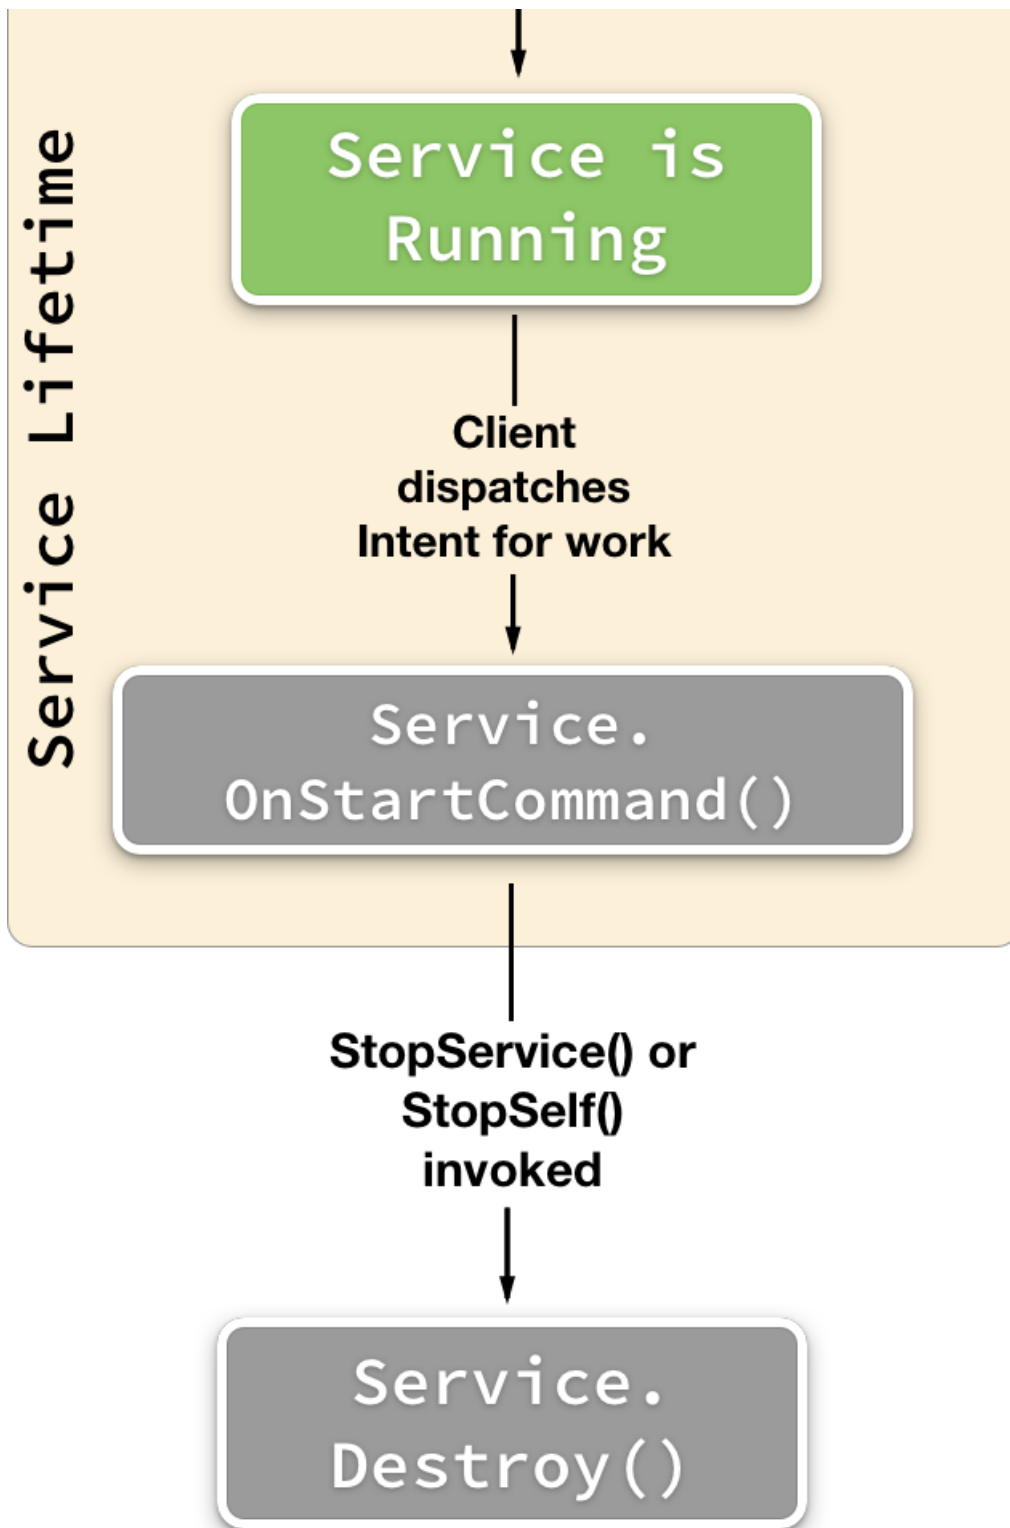 Service Lifetime
Service is
Running
Client
dispatches
Intent for work
Service.
OnStartCommand()
StopService() or
StopSelf()
invoked
Service.
Destroy()